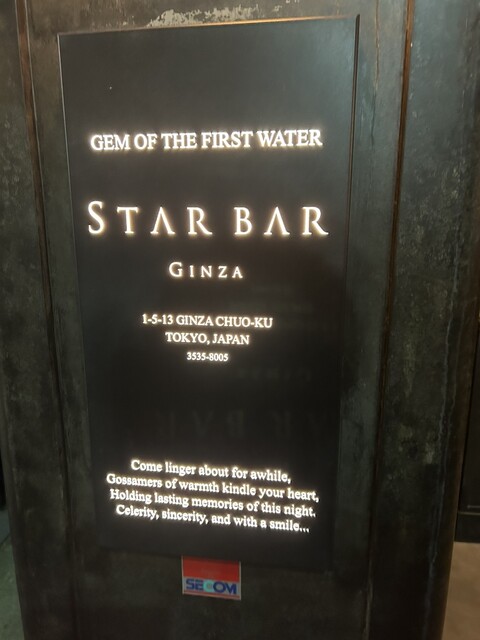 GEM OF THE FIRST WATER
STAR BAR
GINZA
1-5-13 GINZA CHUO-KU
TOKYO, JAPAN
3535-8005
Come linger about for awhile,
Gossamers of warmth kindle your heart,
Holding lasting memories of this night.
Celerity, sincerity, and with a smile...
SECOM